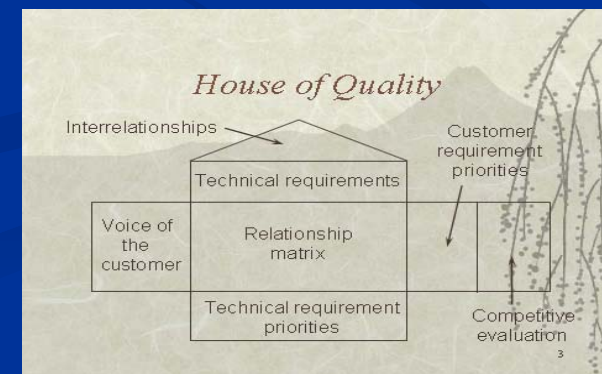 House of Quality
Interrelationships
Customer
requirement
priorities
Technical requirements
Voice of
the
customer
Relationship
matrix
Technical requirement
priorities
Competitive
evaluation
3